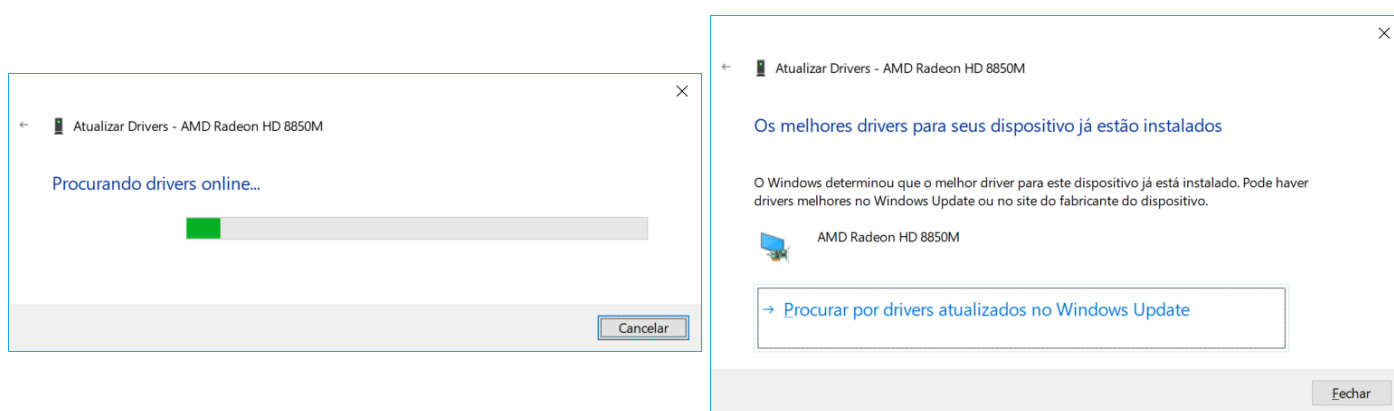 Atualizar Drivers - AMD Radeon HD 8850M
Procurando drivers online...
Cancelar
Atualizar Drivers - AMD Radeon HD 8850M
Os melhores drivers para seus dispositivo já estão instalados
O Windows determinou que o melhor driver para este dispositivo já está instalado. Pode haver
drivers melhores no Windows Update ou no site do fabricante do dispositivo.
AMD Radeon HD 8850M
Procurar por drivers atualizados no Windows Update
Fechar